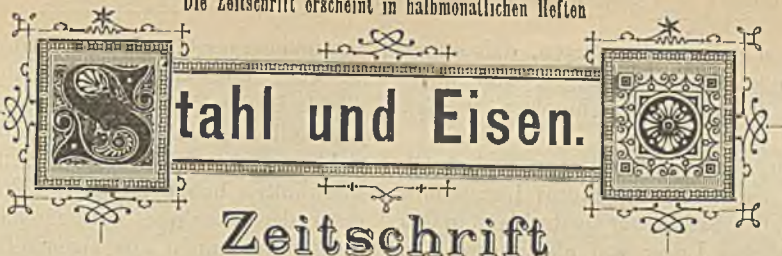 Die Zeitschrift erscheint in halbmonatlichen Heften
Stahl und Eisen.
Zeitschrift